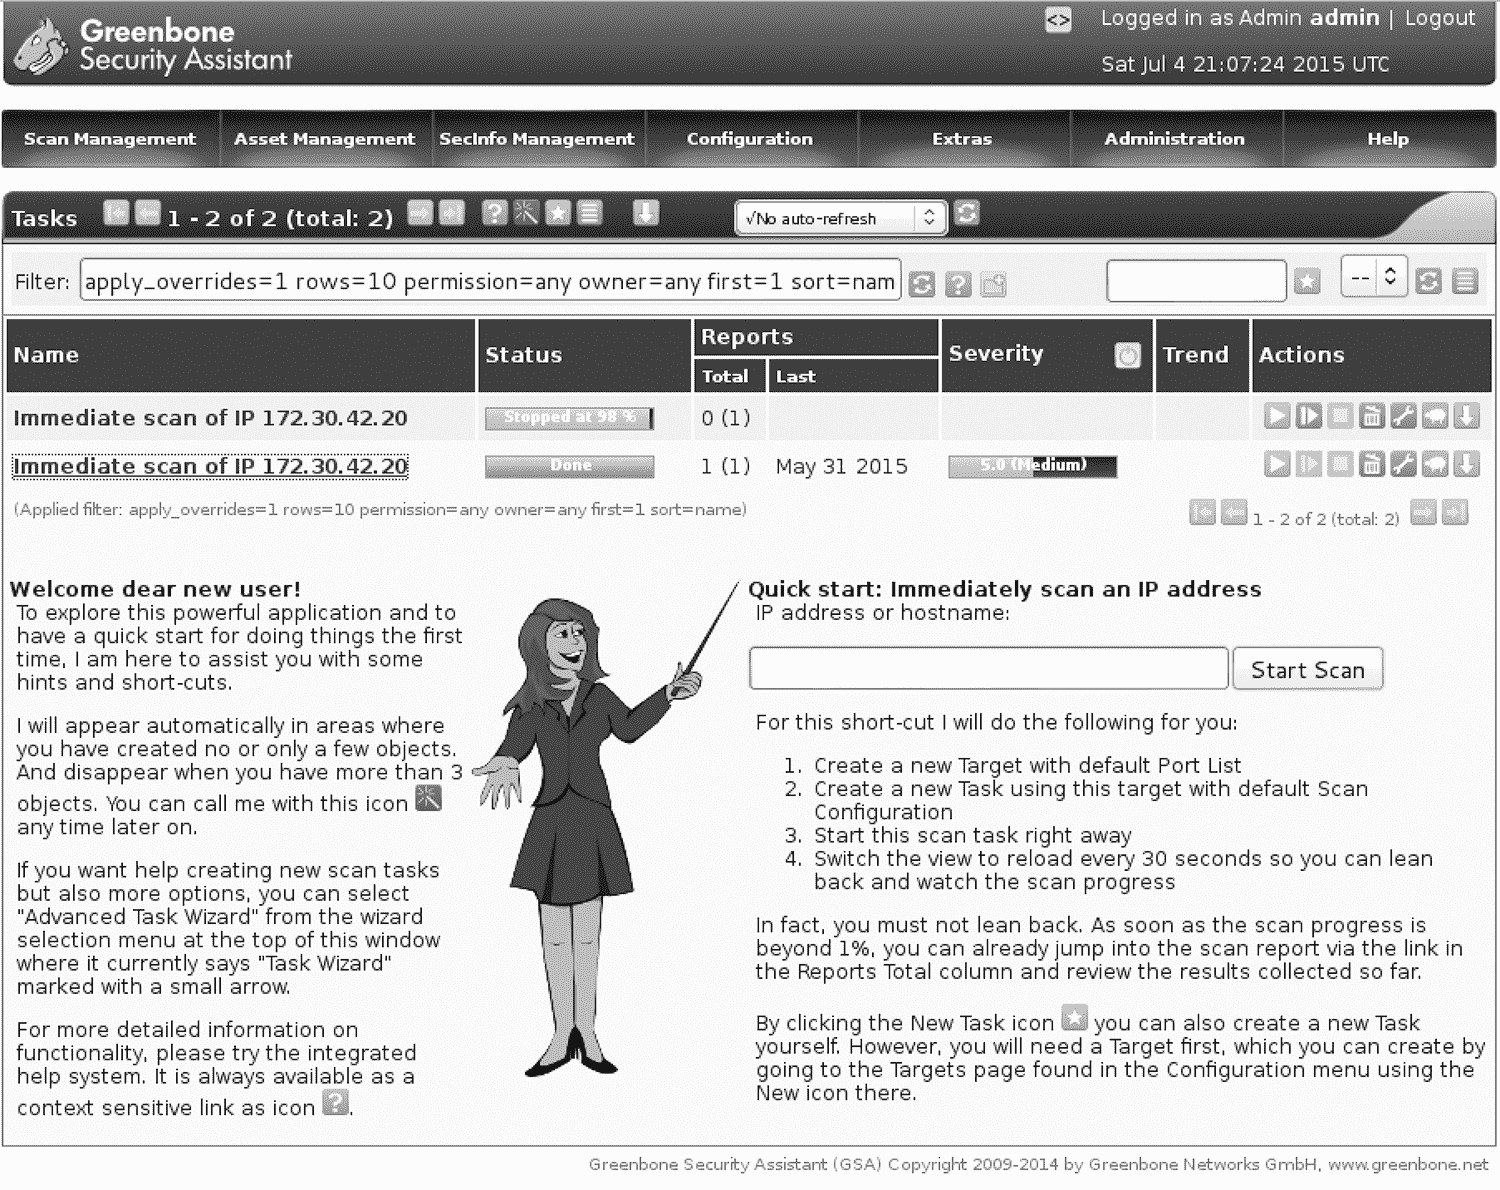 Greenbone
Security Assistant
<> Logged in as Admin admin | Logout
Sat Jul 4 21:07:24 2015 UTC
Scan Management Asset Management SecInfo Management Configuration Extras Administration Help
Tasks 1 - 2 of 2 (total: 2) ? √No auto-refresh
Filter: apply_overrides=1 rows=10 permission=any owner=any first=1 sort=nam ? --
Name Status Reports Severity Trend Actions
Total Last
Immediate scan of IP 172.30.42.20 Stopped at 98 % 0 (1)
Immediate scan of IP 172.30.42.20 Done 1 (1) May 31 2015 5.0 (Medium)
(Applied filter: apply_overrides=1 rows=10 permission=any owner=any first=1 sort=name) 1 - 2 of 2 (total: 2)
Welcome dear new user!
To explore this powerful application and to
have a quick start for doing things the first
time, I am here to assist you with some
hints and short-cuts.
I will appear automatically in areas where
you have created no or only a few objects.
And disappear when you have more than 3
objects. You can call me with this icon
any time later on.
If you want help creating new scan tasks
but also more options, you can select
"Advanced Task Wizard" from the wizard
selection menu at the top of this window
where it currently says "Task Wizard"
marked with a small arrow.
For more detailed information on
functionality, please try the integrated
help system. It is always available as a
context sensitive link as icon ?.
Quick start: Immediately scan an IP address
IP address or hostname:
Start Scan
For this short-cut I will do the following for you:
1. Create a new Target with default Port List
2. Create a new Task using this target with default Scan
Configuration
3. Start this scan task right away
4. Switch the view to reload every 30 seconds so you can lean
back and watch the scan progress
In fact, you must not lean back. As soon as the scan progress is
beyond 1%, you can already jump into the scan report via the link in
the Reports Total column and review the results collected so far.
By clicking the New Task icon you can also create a new Task
yourself. However, you will need a Target first, which you can create by
going to the Targets page found in the Configuration menu using the
New icon there.
Greenbone Security Assistant (GSA) Copyright 2009-2014 by Greenbone Networks GmbH, www.greenbone.net